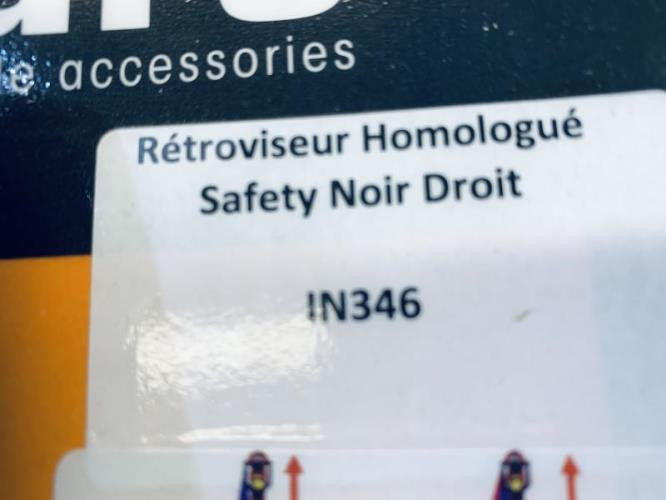 accessories
Rétroviseur Homologué
Safety Noir Droit
IN346